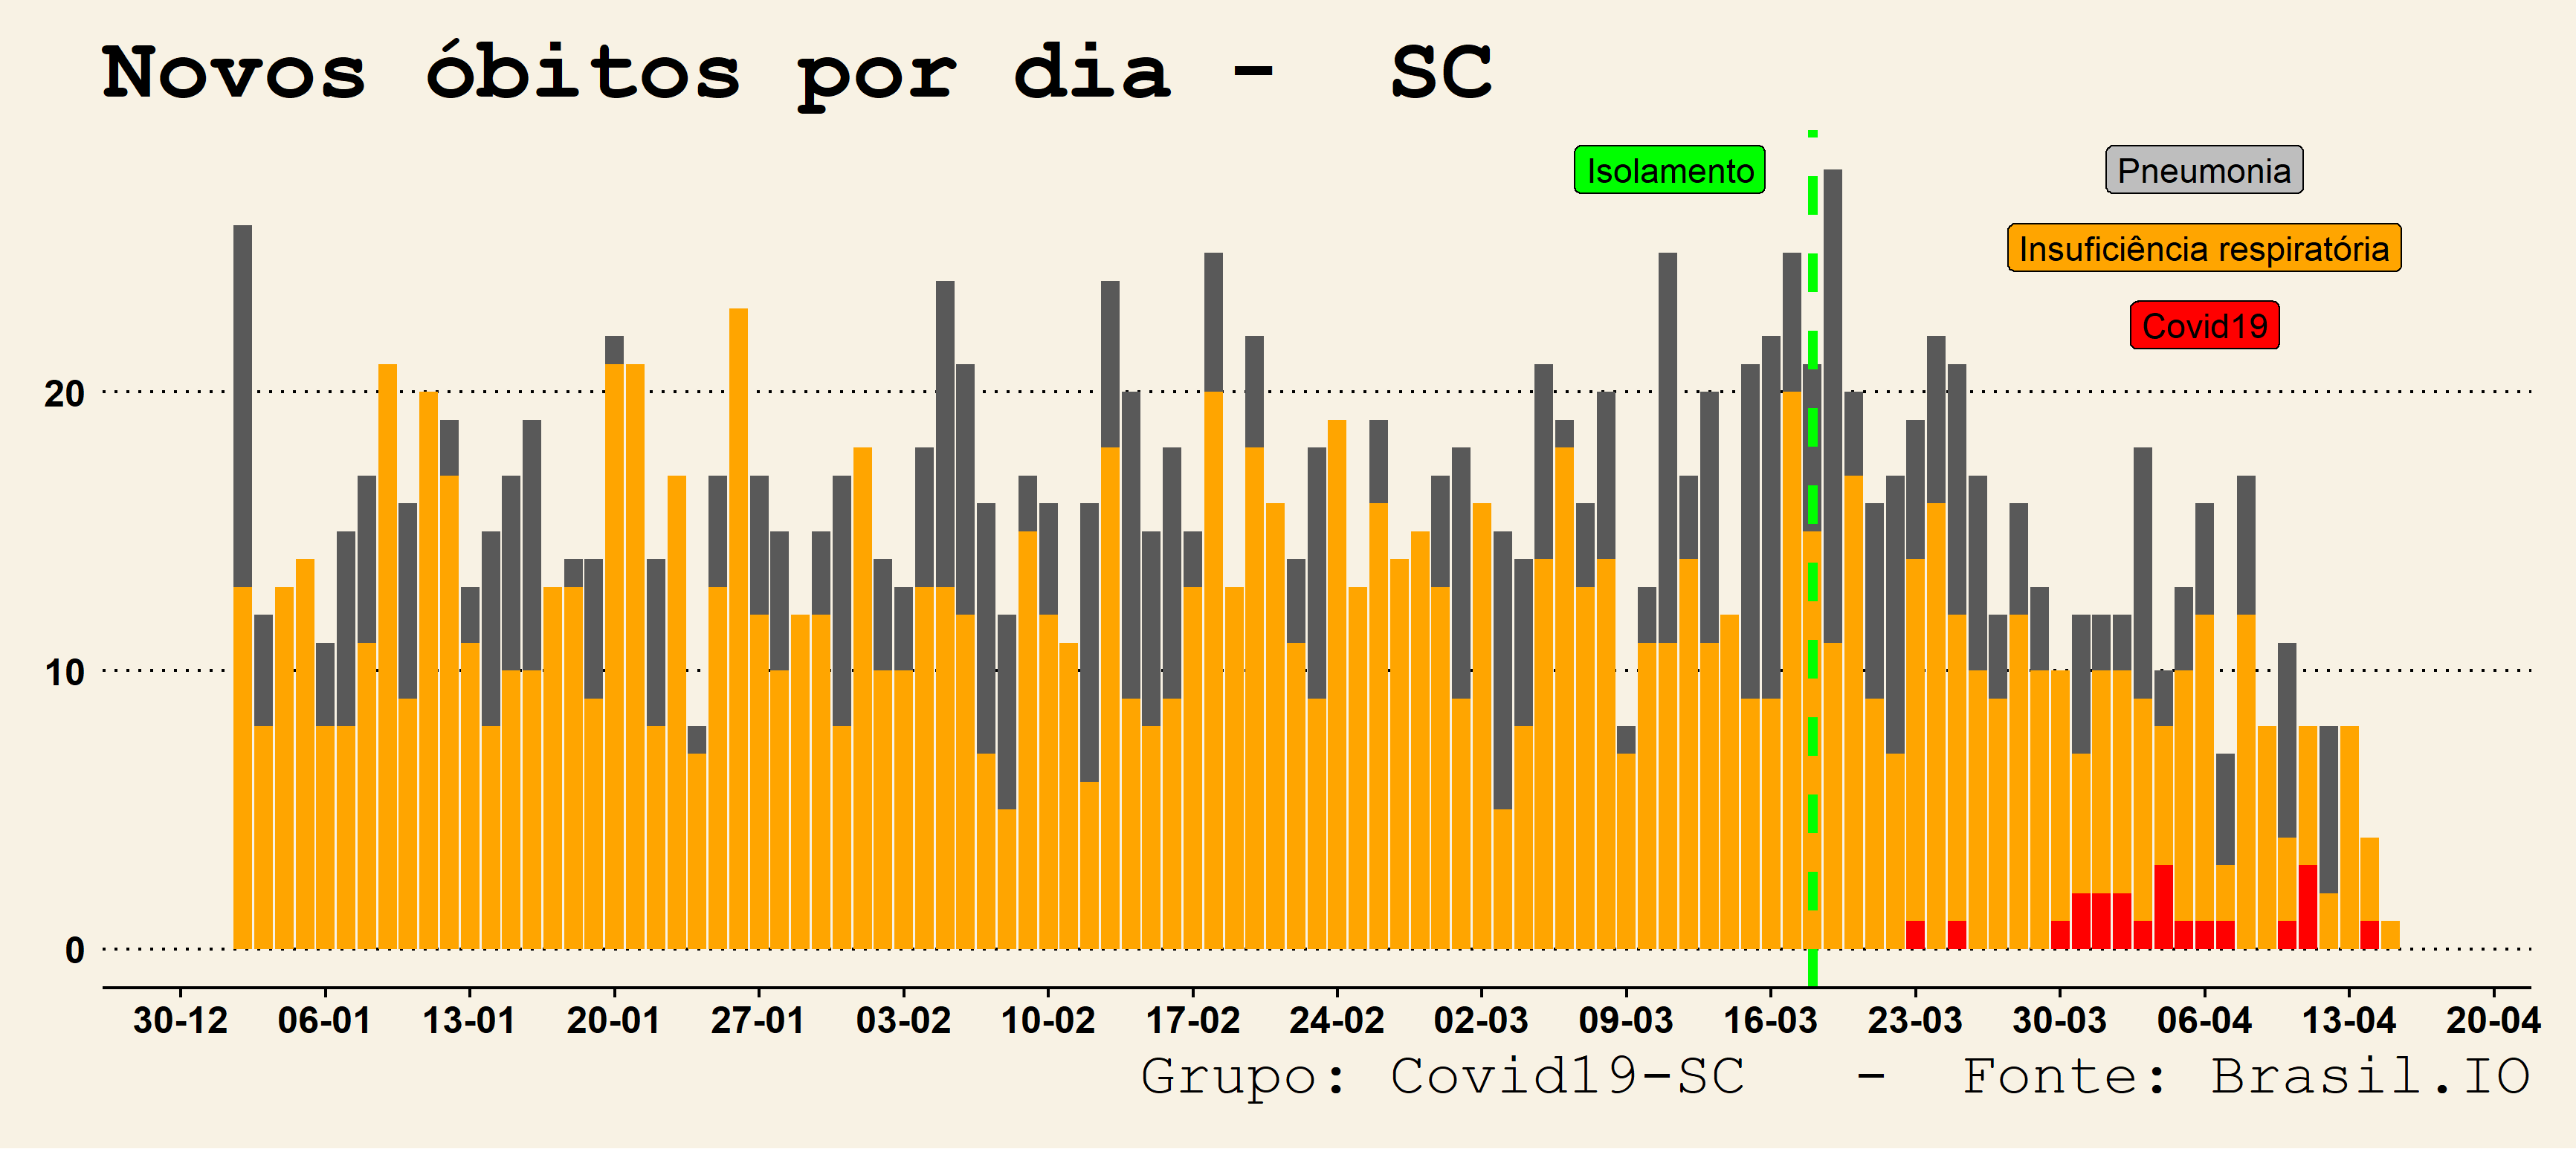 Novos óbitos por dia -  SC
Isolamento
Pneumonia
Insuficiência respiratória
Covid19
20
10
0
30-12 06-01 13-01 20-01 27-01 03-02 10-02 17-02 24-02 02-03 09-03 16-03 23-03 30-03 06-04 13-04 20-04
Grupo: Covid19-SC   -  Fonte: Brasil.IO